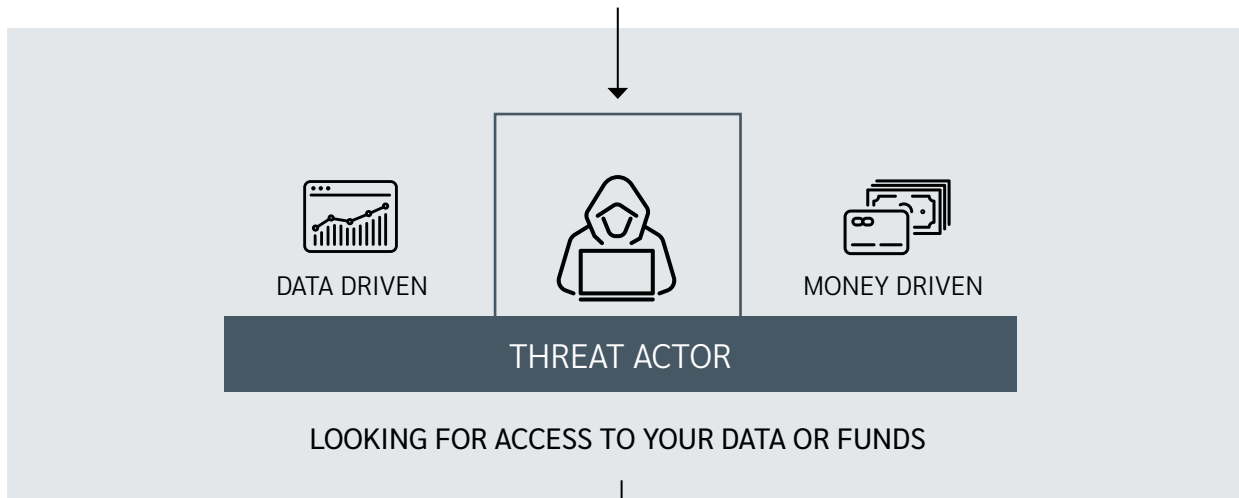 DATA DRIVEN
MONEY DRIVEN
THREAT ACTOR
LOOKING FOR ACCESS TO YOUR DATA OR FUNDS